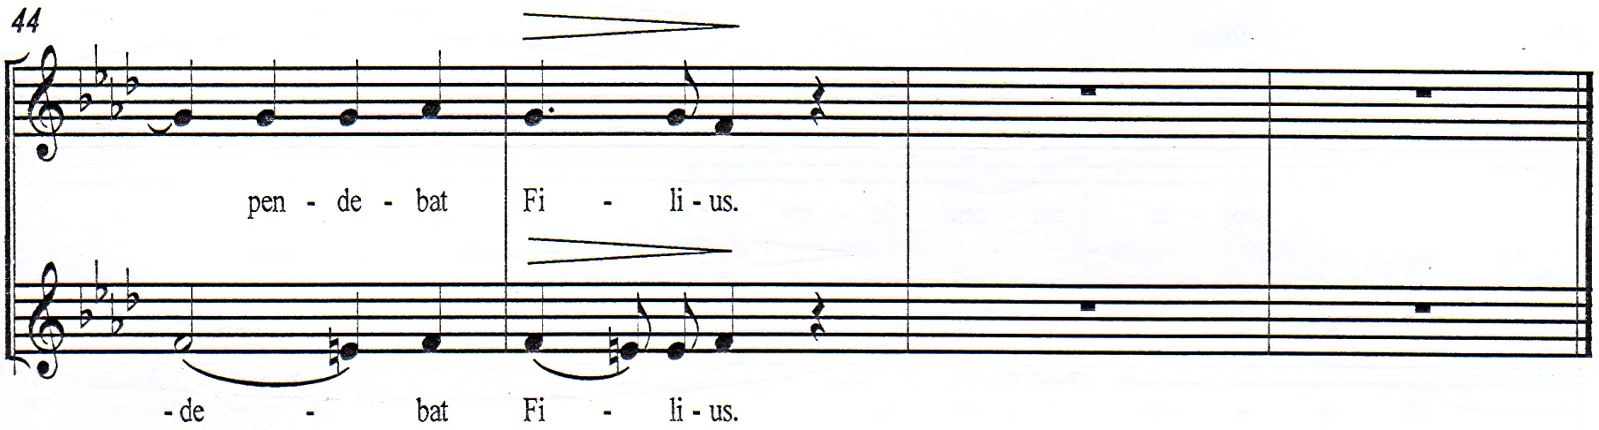 44
pen - de - bat Fi - li - us.
- de - bat Fi - li - us.